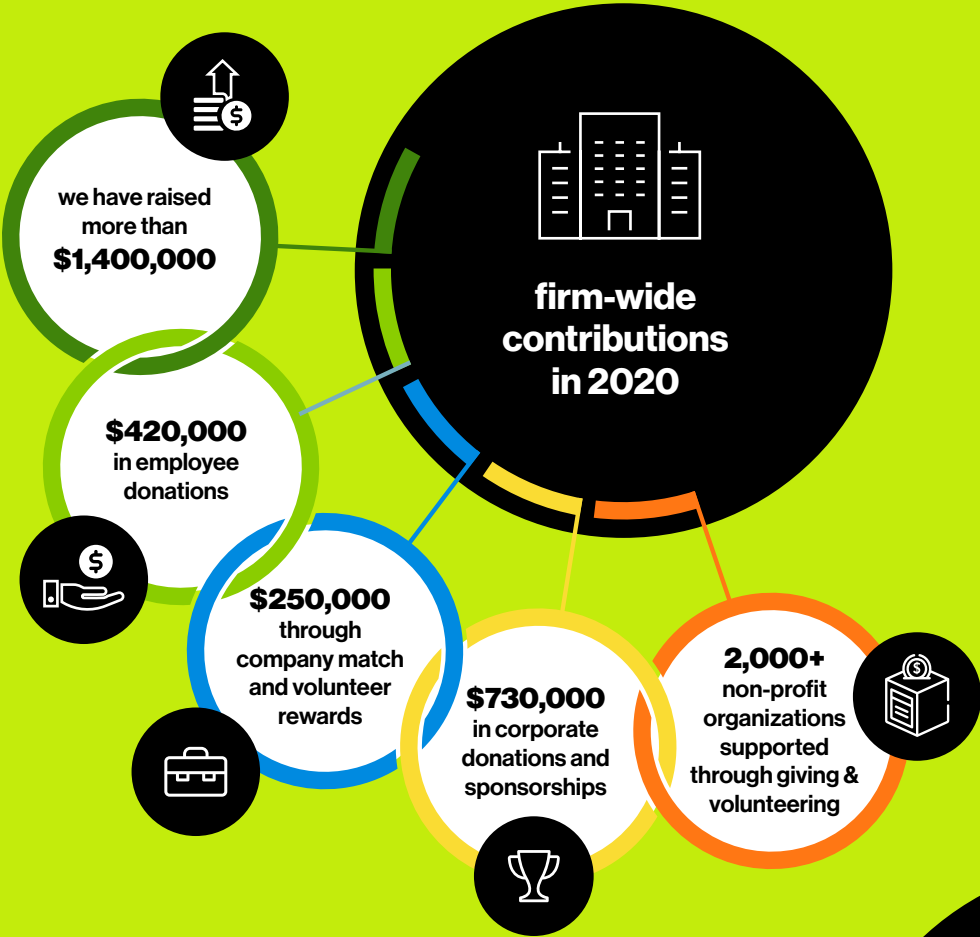 firm-wide
contributions
in 2020
we have raised
more than
$1,400,000
$420,000
in employee
donations
$250,000
through
company match
and volunteer
rewards
$730,000
in corporate
donations and
sponsorships
2,000+
non-profit
organizations
supported
through giving &
volunteering
$
$
$